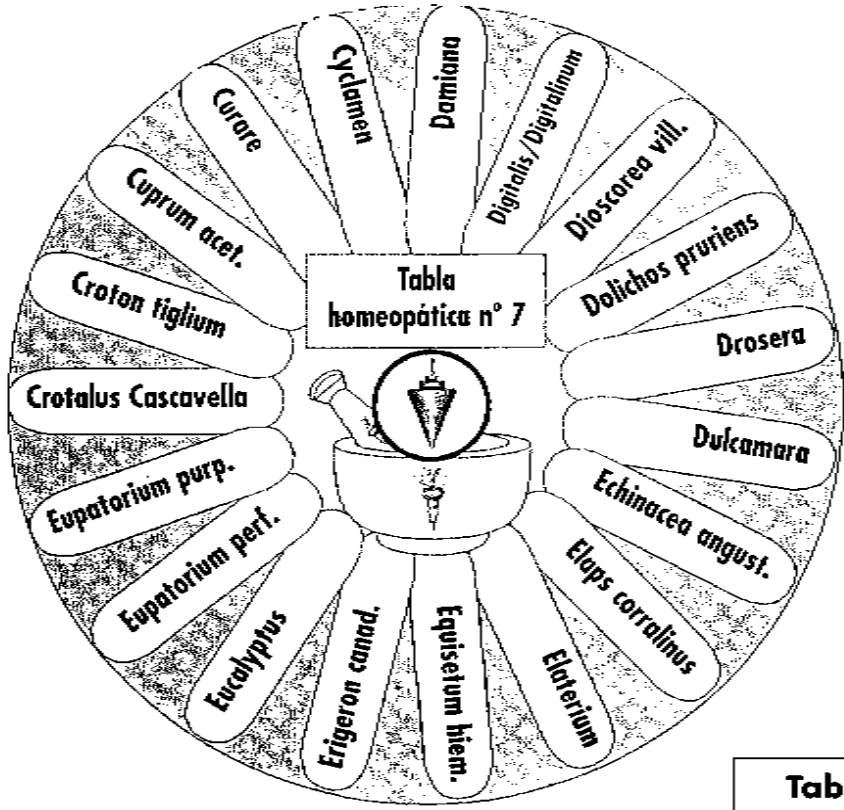 Tabla
homeopática nº 7
Crotalus Cascavella
Croton tiglium
Cuprum acet.
Curare
Cyclamen
Damiana
Digitalis/Digitalinum
Dioscorea vill.
Dolichos pruriens
Drosera
Dulcamara
Echinacea angust.
Elaps corralinus
Elaterium
Equisetum hiem.
Erigeron canad.
Eucalyptus
Eupatorium perf.
Eupatorium purp.
Tab